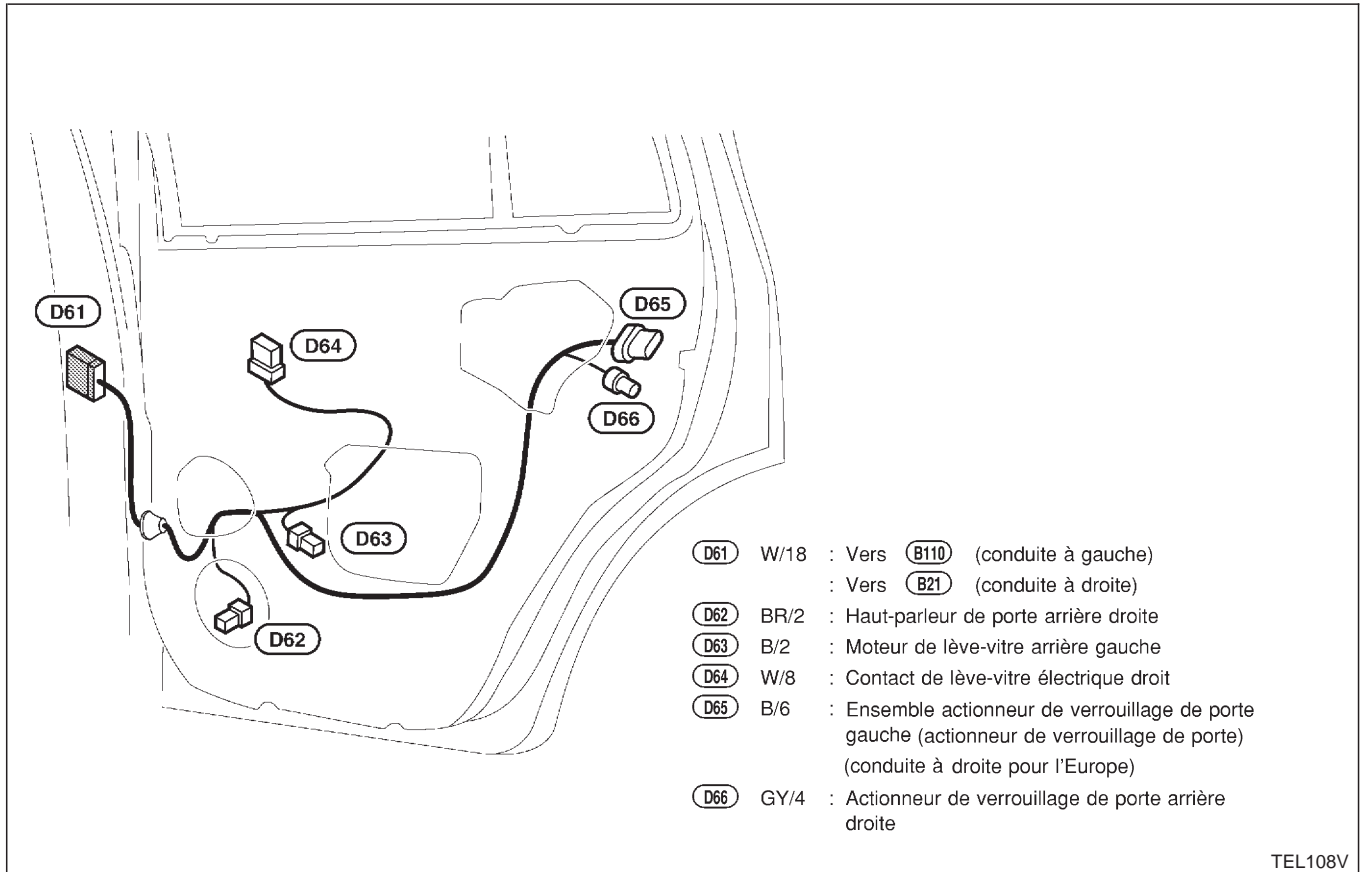 D61
D64
D65
D66
D63
D62
D61 W/18 : Vers B110 (conduite à gauche)
: Vers B21 (conduite à droite)
D62 BR/2 : Haut-parleur de porte arrière droite
D63 B/2 : Moteur de lève-vitre arrière gauche
D64 W/8 : Contact de lève-vitre électrique droit
D65 B/6 : Ensemble actionneur de verrouillage de porte
gauche (actionneur de verrouillage de porte)
(conduite à droite pour l'Europe)
D66 GY/4 : Actionneur de verrouillage de porte arrière
droite
TEL108V